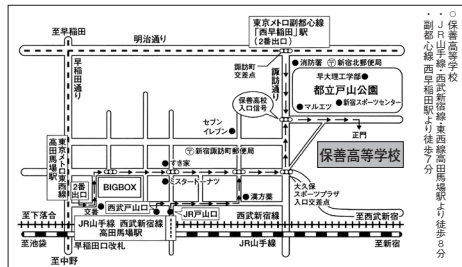 ○保善高等学校
・JR山手線・西武新宿線・東西線高田馬場駅より徒歩8分
・副都心線 西早稲田駅より徒歩7分
至早稲田
明治通り
東京メトロ副都心線
「西早稲田」駅
(2番出口)
早稲田通り
諏訪町
交差点
諏訪通り
消防署
〒新宿北郵便局
早大理工学部
都立戸山公園
マルエツ
新宿スポーツセンター
保善高校
入口信号
正門
セブン
イレブン
〒新宿諏訪町郵便局
保善高等学校
東京メトロ東西線
高田馬場駅
すき家
2番
出口
BIGBOX
ミスタードーナツ
漢方薬
大久保
スポーツプラザ
入口交差点
交番
西武戸山口
JR戸山口
至下落合
西武新宿線
至西武新宿
JR山手線 西武新宿線
高田馬場駅
至池袋
早稲田口改札
JR山手線
至新宿
至中野